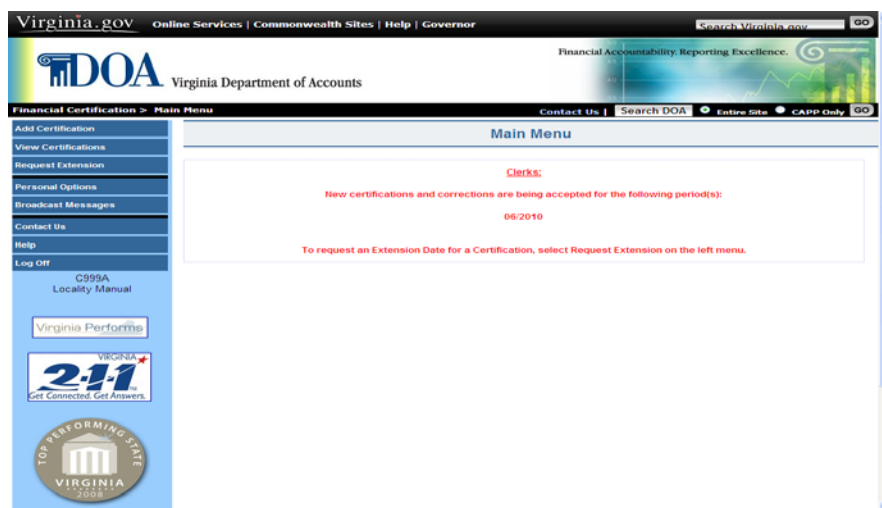 Virginia.gov Online Services | Commonwealth Sites | Help | Governor Search Virginia.gov GO
Financial Accountability. Reporting Excellence.
DOA Virginia Department of Accounts
Financial Certification > Main Menu Contact Us | Search DOA Entire Site CAPP Only GO
Add Certification
View Certifications
Request Extension
Personal Options
Broadcast Messages
Contact Us
Help
Log Off
C999A
Locality Manual
Virginia Performs
VIRGINIA
2-1-1
Get Connected. Get Answers.
TOP PERFORMING STATE
VIRGINIA
2008
Main Menu
Clerks:
New certifications and corrections are being accepted for the following period(s):
06/2010
To request an Extension Date for a Certification, select Request Extension on the left menu.